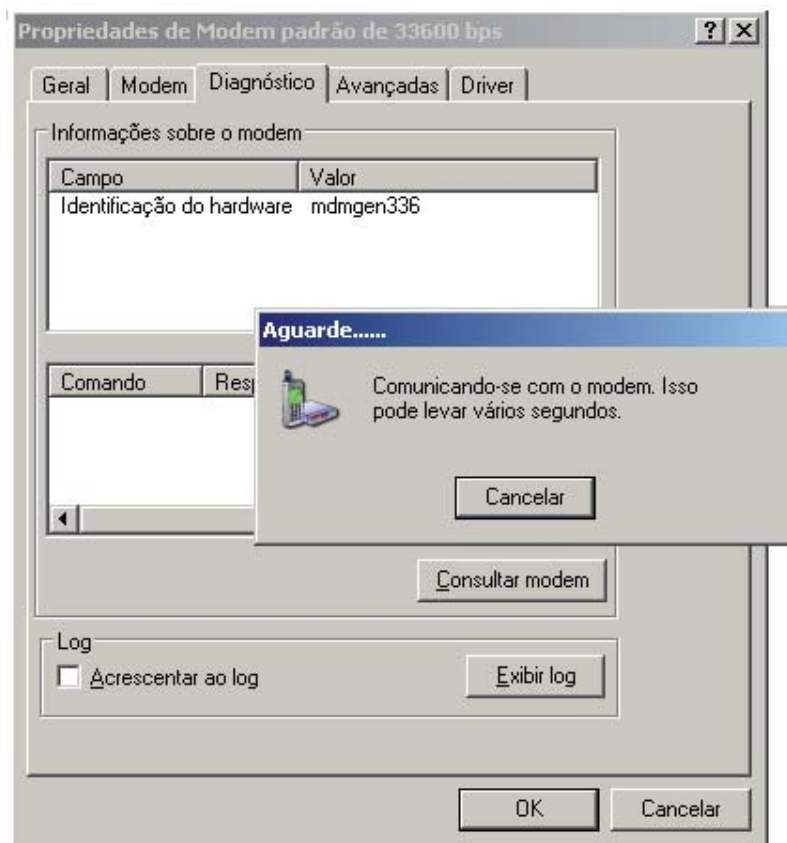 Propriedades de Modem padrão de 33600 bps
Geral Modem Diagnóstico Avançadas Driver
Informações sobre o modem
Campo Valor
Identificação do hardware mdmgen336
Aguarde......
Comando
Comunicando-se com o modem. Isso
pode levar vários segundos.
Cancelar
Consultar modem
Log
Acrescentar ao log Exibir log
OK Cancelar